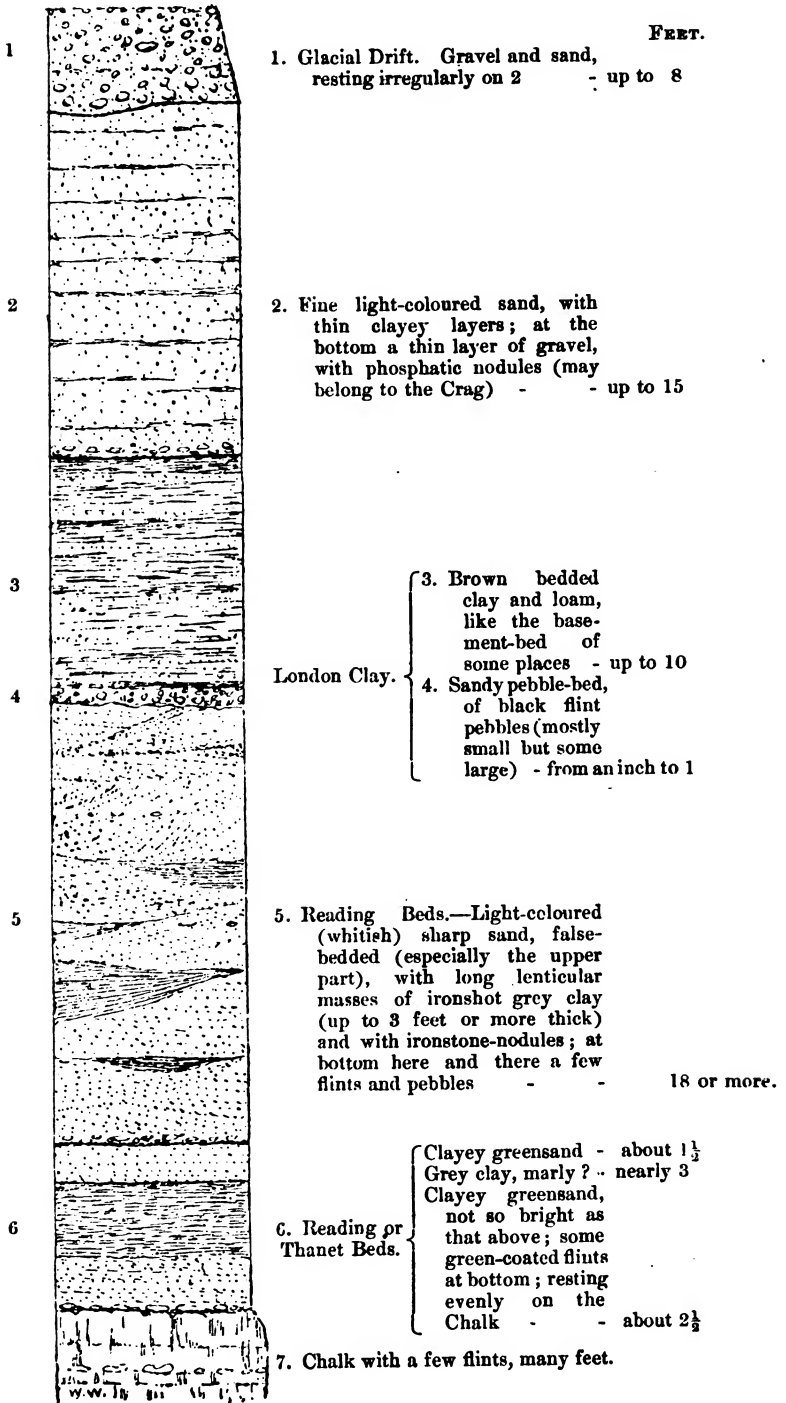 FEET.
1
1. Glacial Drift. Gravel and sand,
resting irregularly on 2 - up to 8
2
2. Fine light-coloured sand, with
thin clayey layers; at the
bottom a thin layer of gravel,
with phosphatic nodules (may
belong to the Crag) - - up to 15
3
4
London Clay.
3. Brown bedded
clay and loam,
like the base-
ment-bed of
some places - up to 10
4. Sandy pebble-bed,
of black flint
pebbles (mostly
small but some
large) - from an inch to 1
5
5. Reading Beds.—Light-coloured
(whitish) sharp sand, false-
bedded (especially the upper
part), with long lenticular
masses of ironshot grey clay
(up to 3 feet or more thick)
and with ironstone-nodules; at
bottom here and there a few
flints and pebbles - - 18 or more.
6
6. Reading or
Thanet Beds.
Clayey greensand - about 1½
Grey clay, marly ? - nearly 3
Clayey greensand,
not so bright as
that above; some
green-coated flints
at bottom; resting
evenly on the
Chalk - - about 2½
7. Chalk with a few flints, many feet.
W.W.